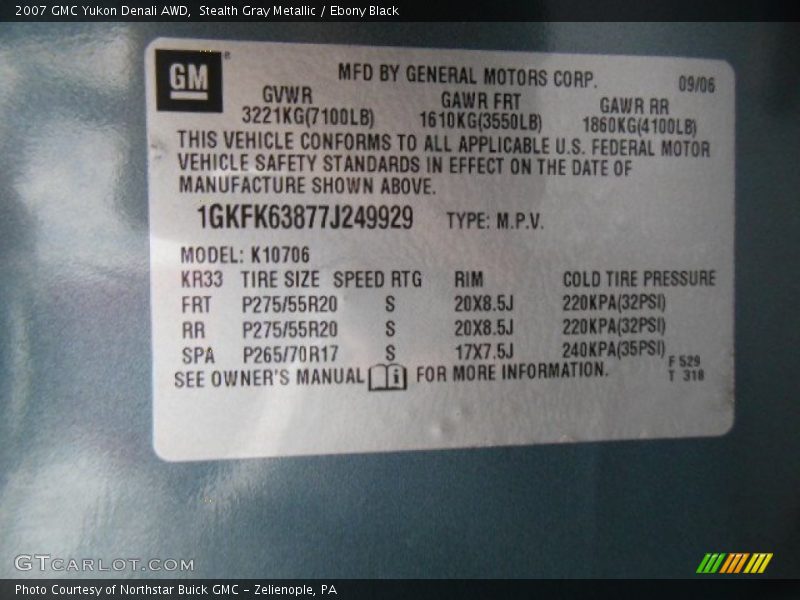 2007 GMC Yukon Denali AWD,  Stealth Gray Metallic / Ebony Black
GM
®
MFD BY GENERAL MOTORS CORP.
09/06
GVWR GAWR FRT GAWR RR
3221KG(7100LB) 1610KG(3550LB) 1860KG(4100LB)
THIS VEHICLE CONFORMS TO ALL APPLICABLE U.S. FEDERAL MOTOR
VEHICLE SAFETY STANDARDS IN EFFECT ON THE DATE OF
MANUFACTURE SHOWN ABOVE.
1GKFK63877J249929 TYPE: M.P.V.
MODEL: K10706
KR33 TIRE SIZE SPEED RTG RIM COLD TIRE PRESSURE
FRT P275/55R20 S 20X8.5J 220KPA(32PSI)
RR P275/55R20 S 20X8.5J 220KPA(32PSI)
SPA P265/70R17 S 17X7.5J 240KPA(35PSI)
SEE OWNER'S MANUAL i FOR MORE INFORMATION.
F 529
T 318
GTCARLOT.COM
Photo Courtesy of Northstar Buick GMC - Zelienople, PA